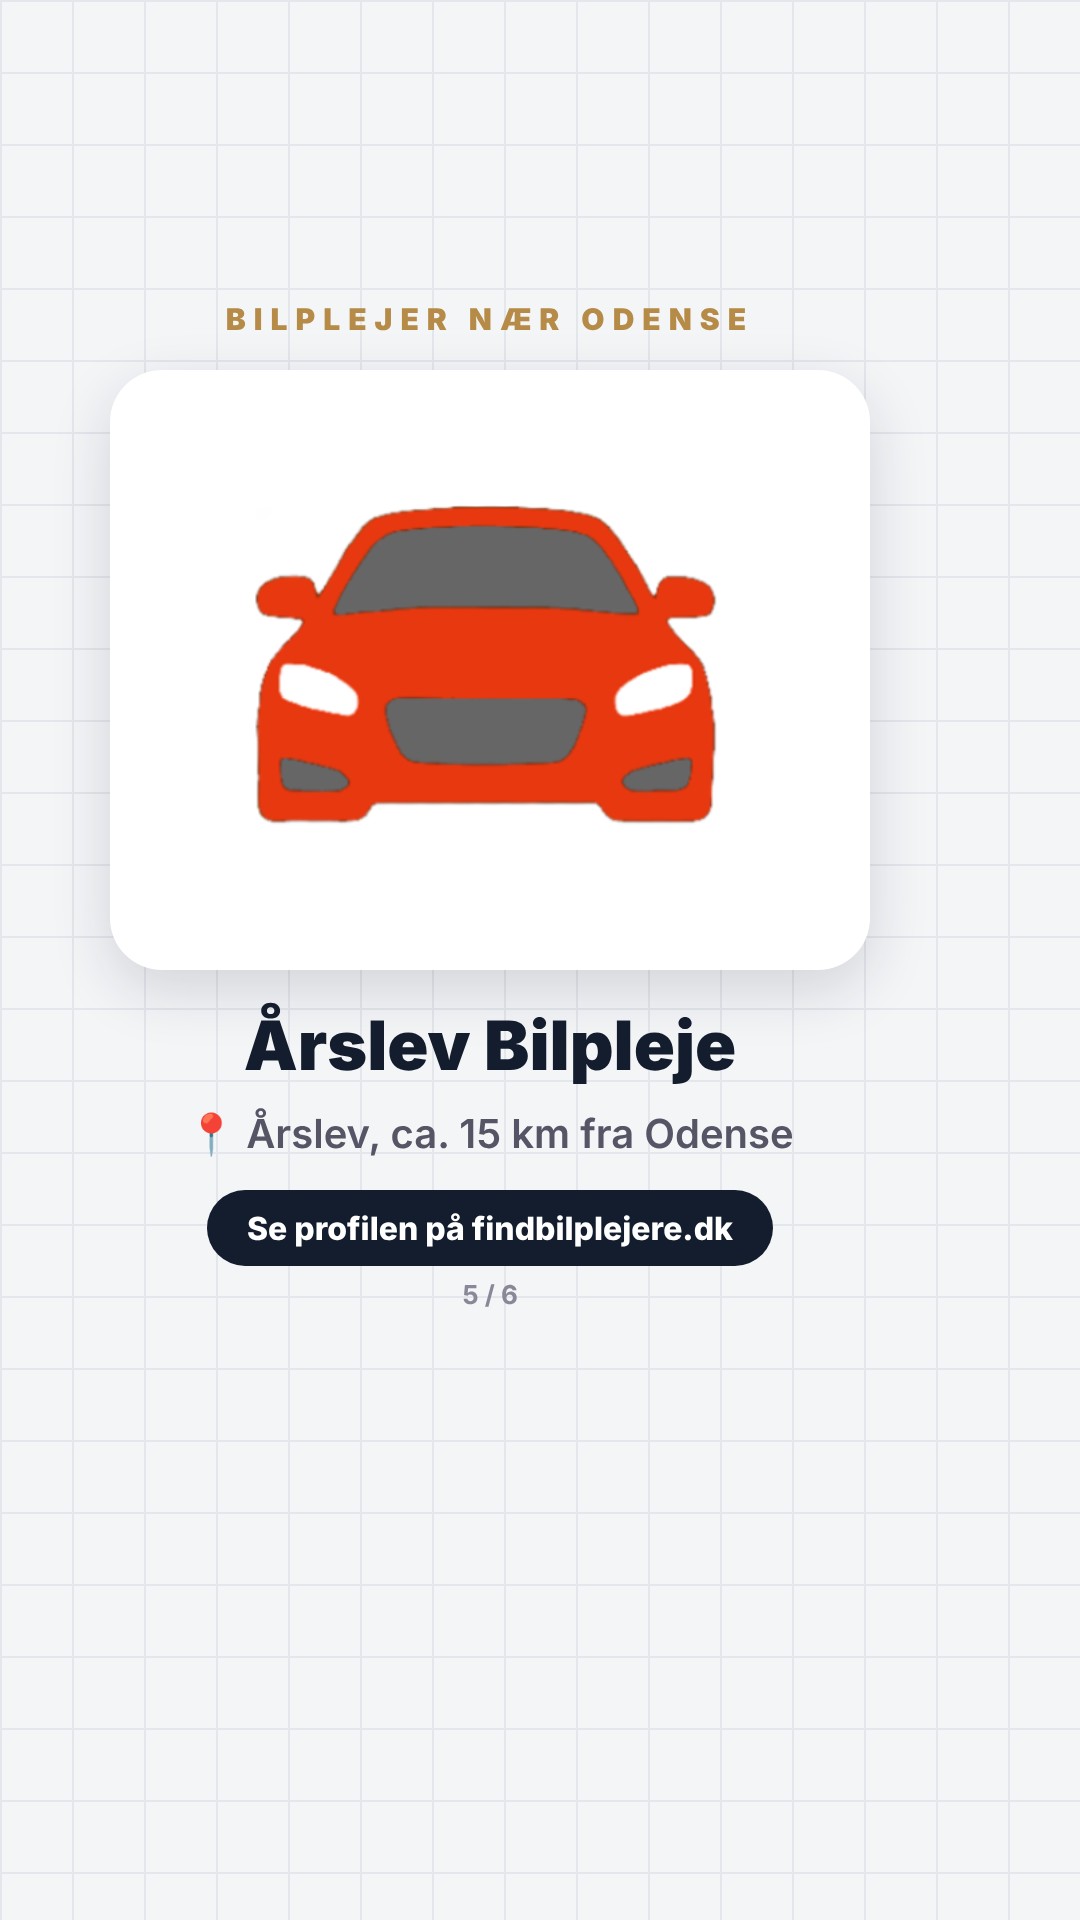 BILPLEJER NÆR ODENSE
Årslev Bilpleje
📍 Årslev, ca. 15 km fra Odense
Se profilen på findbilplejere.dk
5 / 6